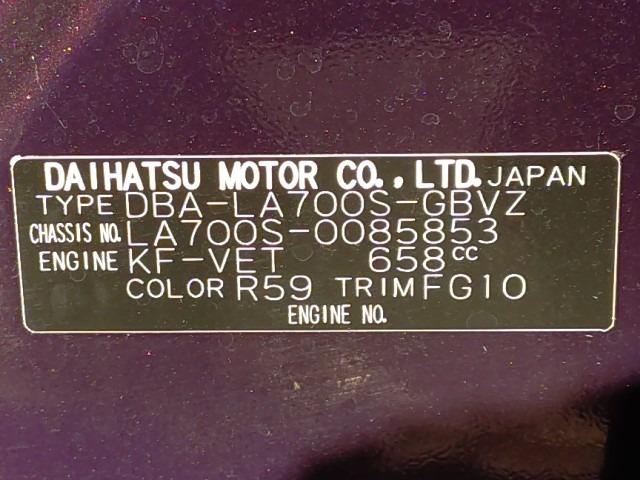 DAIHATSU MOTOR CO., LTD. JAPAN
TYPE DBA-LA700S-GBVZ
CHASSIS NO. LA700S-0085853
ENGINE KF-VET 658cc
COLOR R59 TRIM FG10
ENGINE NO.